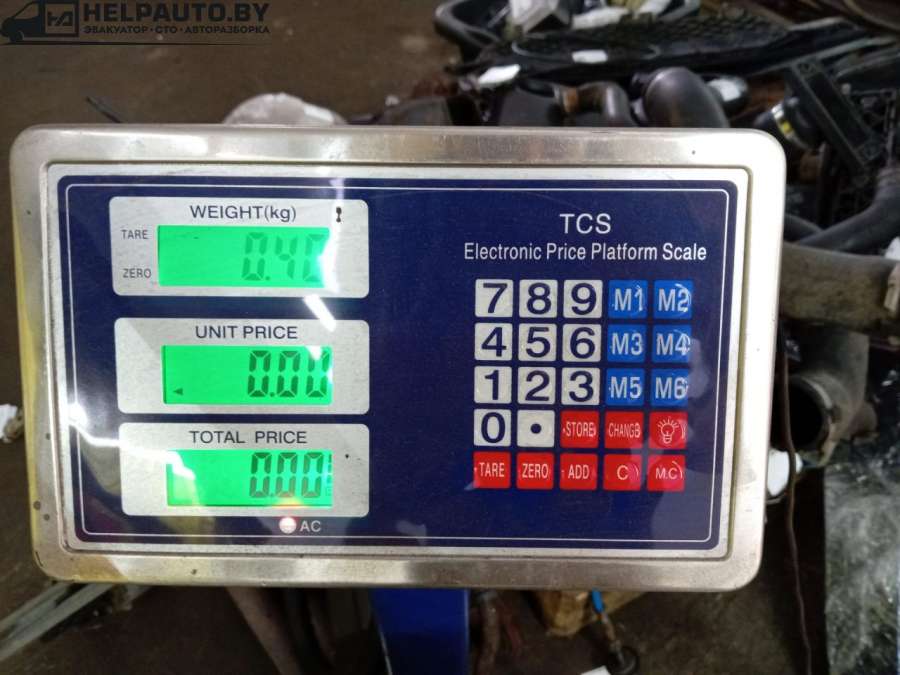 HELPAUTO.BY
ЭВАКУАТОР • СТО • АВТОРАЗБОРКА
WEIGHT(kg)
TARE
ZERO
0.40
UNIT PRICE
0.00
TOTAL PRICE
0.00
AC
TCS
Electronic Price Platform Scale
7 8 9 M1 M2
4 5 6 M3 M4
1 2 3 M5 M6
0 • STORE CHANGE
TARE ZERO ADD C M.C